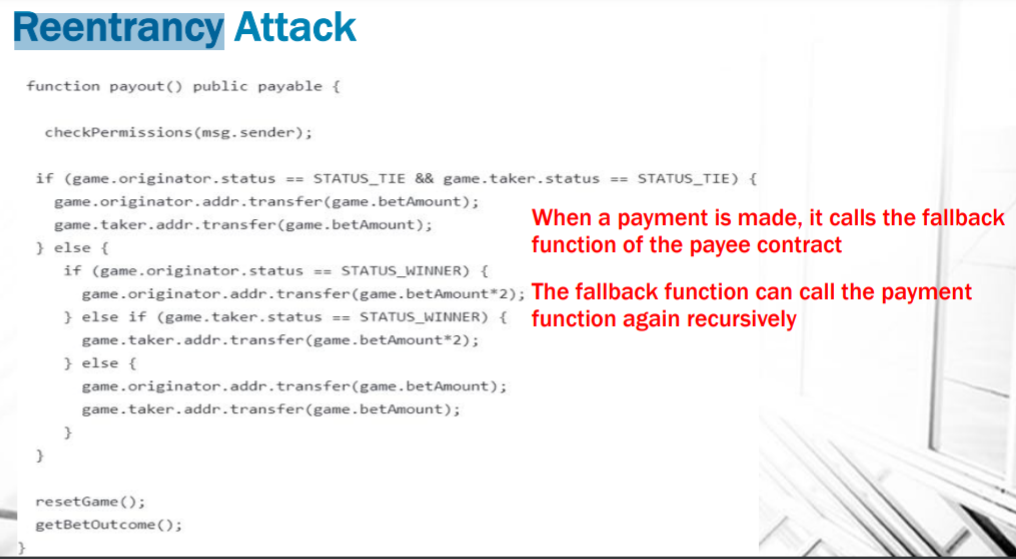 Reentrancy Attack
function payout() public payable {
checkPermissions(msg.sender);
if (game.originator.status == STATUS_TIE && game.taker.status == STATUS_TIE) {
game.originator.addr.transfer(game.betAmount);
game.taker.addr.transfer(game.betAmount);
} else {
if (game.originator.status == STATUS_WINNER) {
game.originator.addr.transfer(game.betAmount*2);
} else if (game.taker.status == STATUS_WINNER) {
game.taker.addr.transfer(game.betAmount*2);
} else {
game.originator.addr.transfer(game.betAmount);
game.taker.addr.transfer(game.betAmount);
}
}
resetGame();
getBetOutcome();
}
When a payment is made, it calls the fallback
function of the payee contract
The fallback function can call the payment
function again recursively